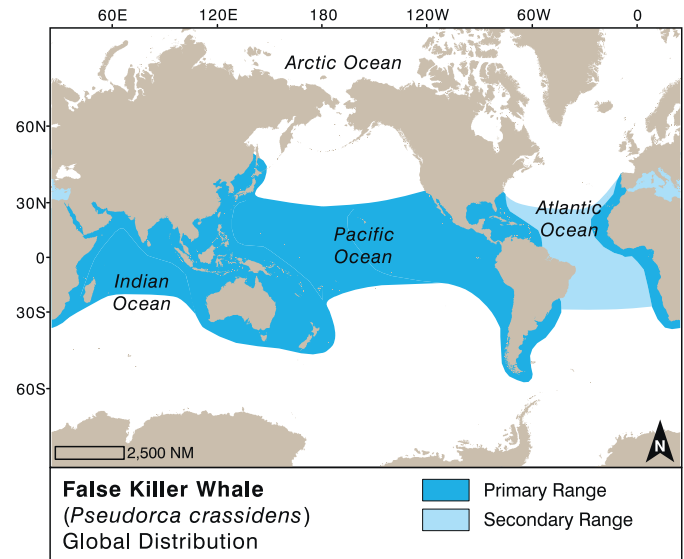 60E 120E 180 120W 60W 0
Arctic Ocean
60N
30N
Atlantic
Ocean
Pacific
Ocean
0
Indian
Ocean
30S
60S
2,500 NM
N
False Killer Whale
(Pseudorca crassidens)
Global Distribution
Primary Range
Secondary Range